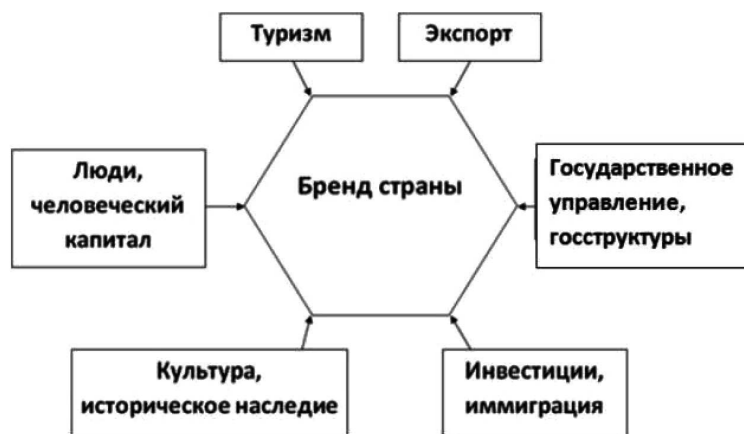 Туризм
Экспорт
Люди,
человеческий
капитал
Бренд страны
Государственное
управление,
госструктуры
Культура,
историческое наследие
Инвестиции,
иммиграция